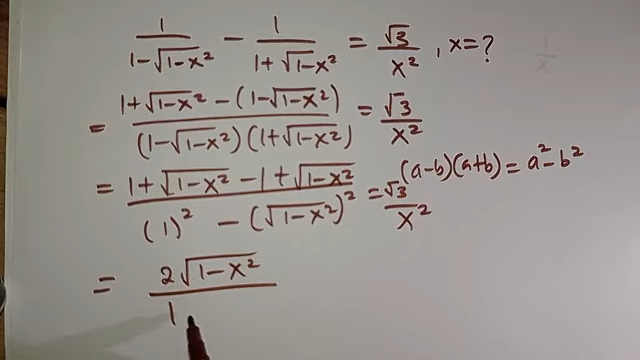 1/(1-√(1-x²)) - 1/(1+√(1-x²)) = √3/x² , x=?
= (1+√(1-x²) - (1-√(1-x²)))/((1-√(1-x²))(1+√(1-x²))) = √3/x²
= (1+√(1-x²) -1+√(1-x²))/((1)² - (√(1-x²))²) = √3/x² (a-b)(a+b) = a²-b²
= 2√(1-x²)/1